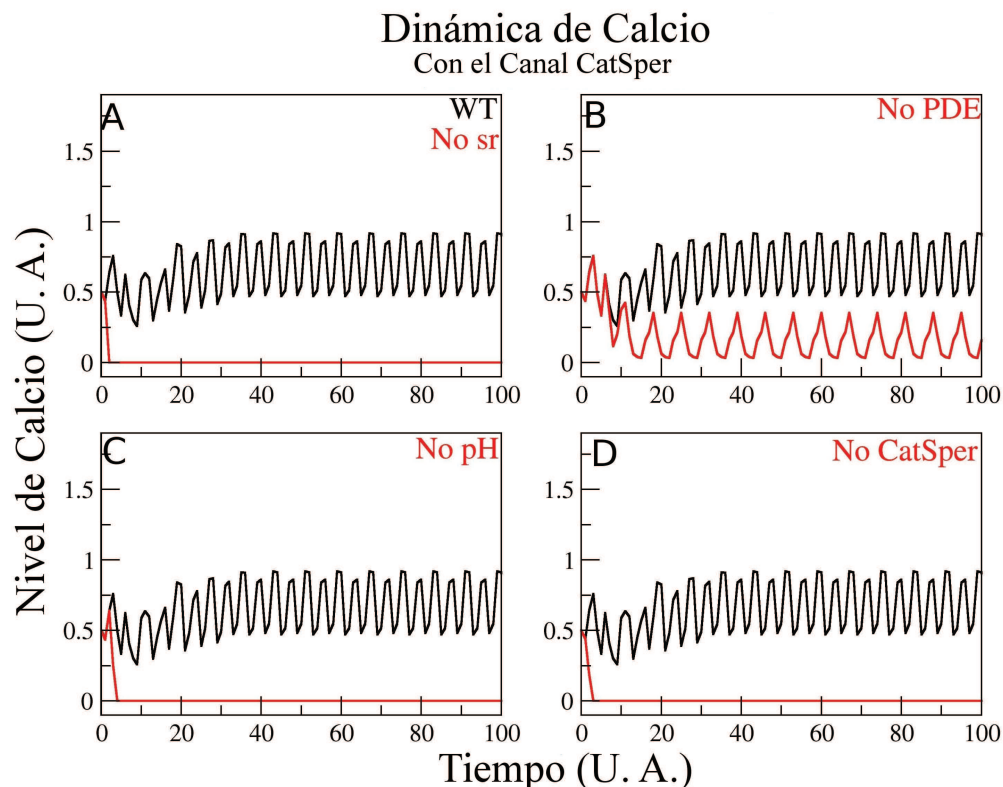 Dinámica de Calcio
Con el Canal CatSper
Nivel de Calcio (U. A.)
A
WT
No sr
1.5
1
0.5
0
0 20 40 60 80 100
B
No PDE
1.5
1
0.5
0
0 20 40 60 80 100
C
No pH
1.5
1
0.5
0
0 20 40 60 80 100
D
No CatSper
1.5
1
0.5
0
0 20 40 60 80 100
Tiempo (U. A.)